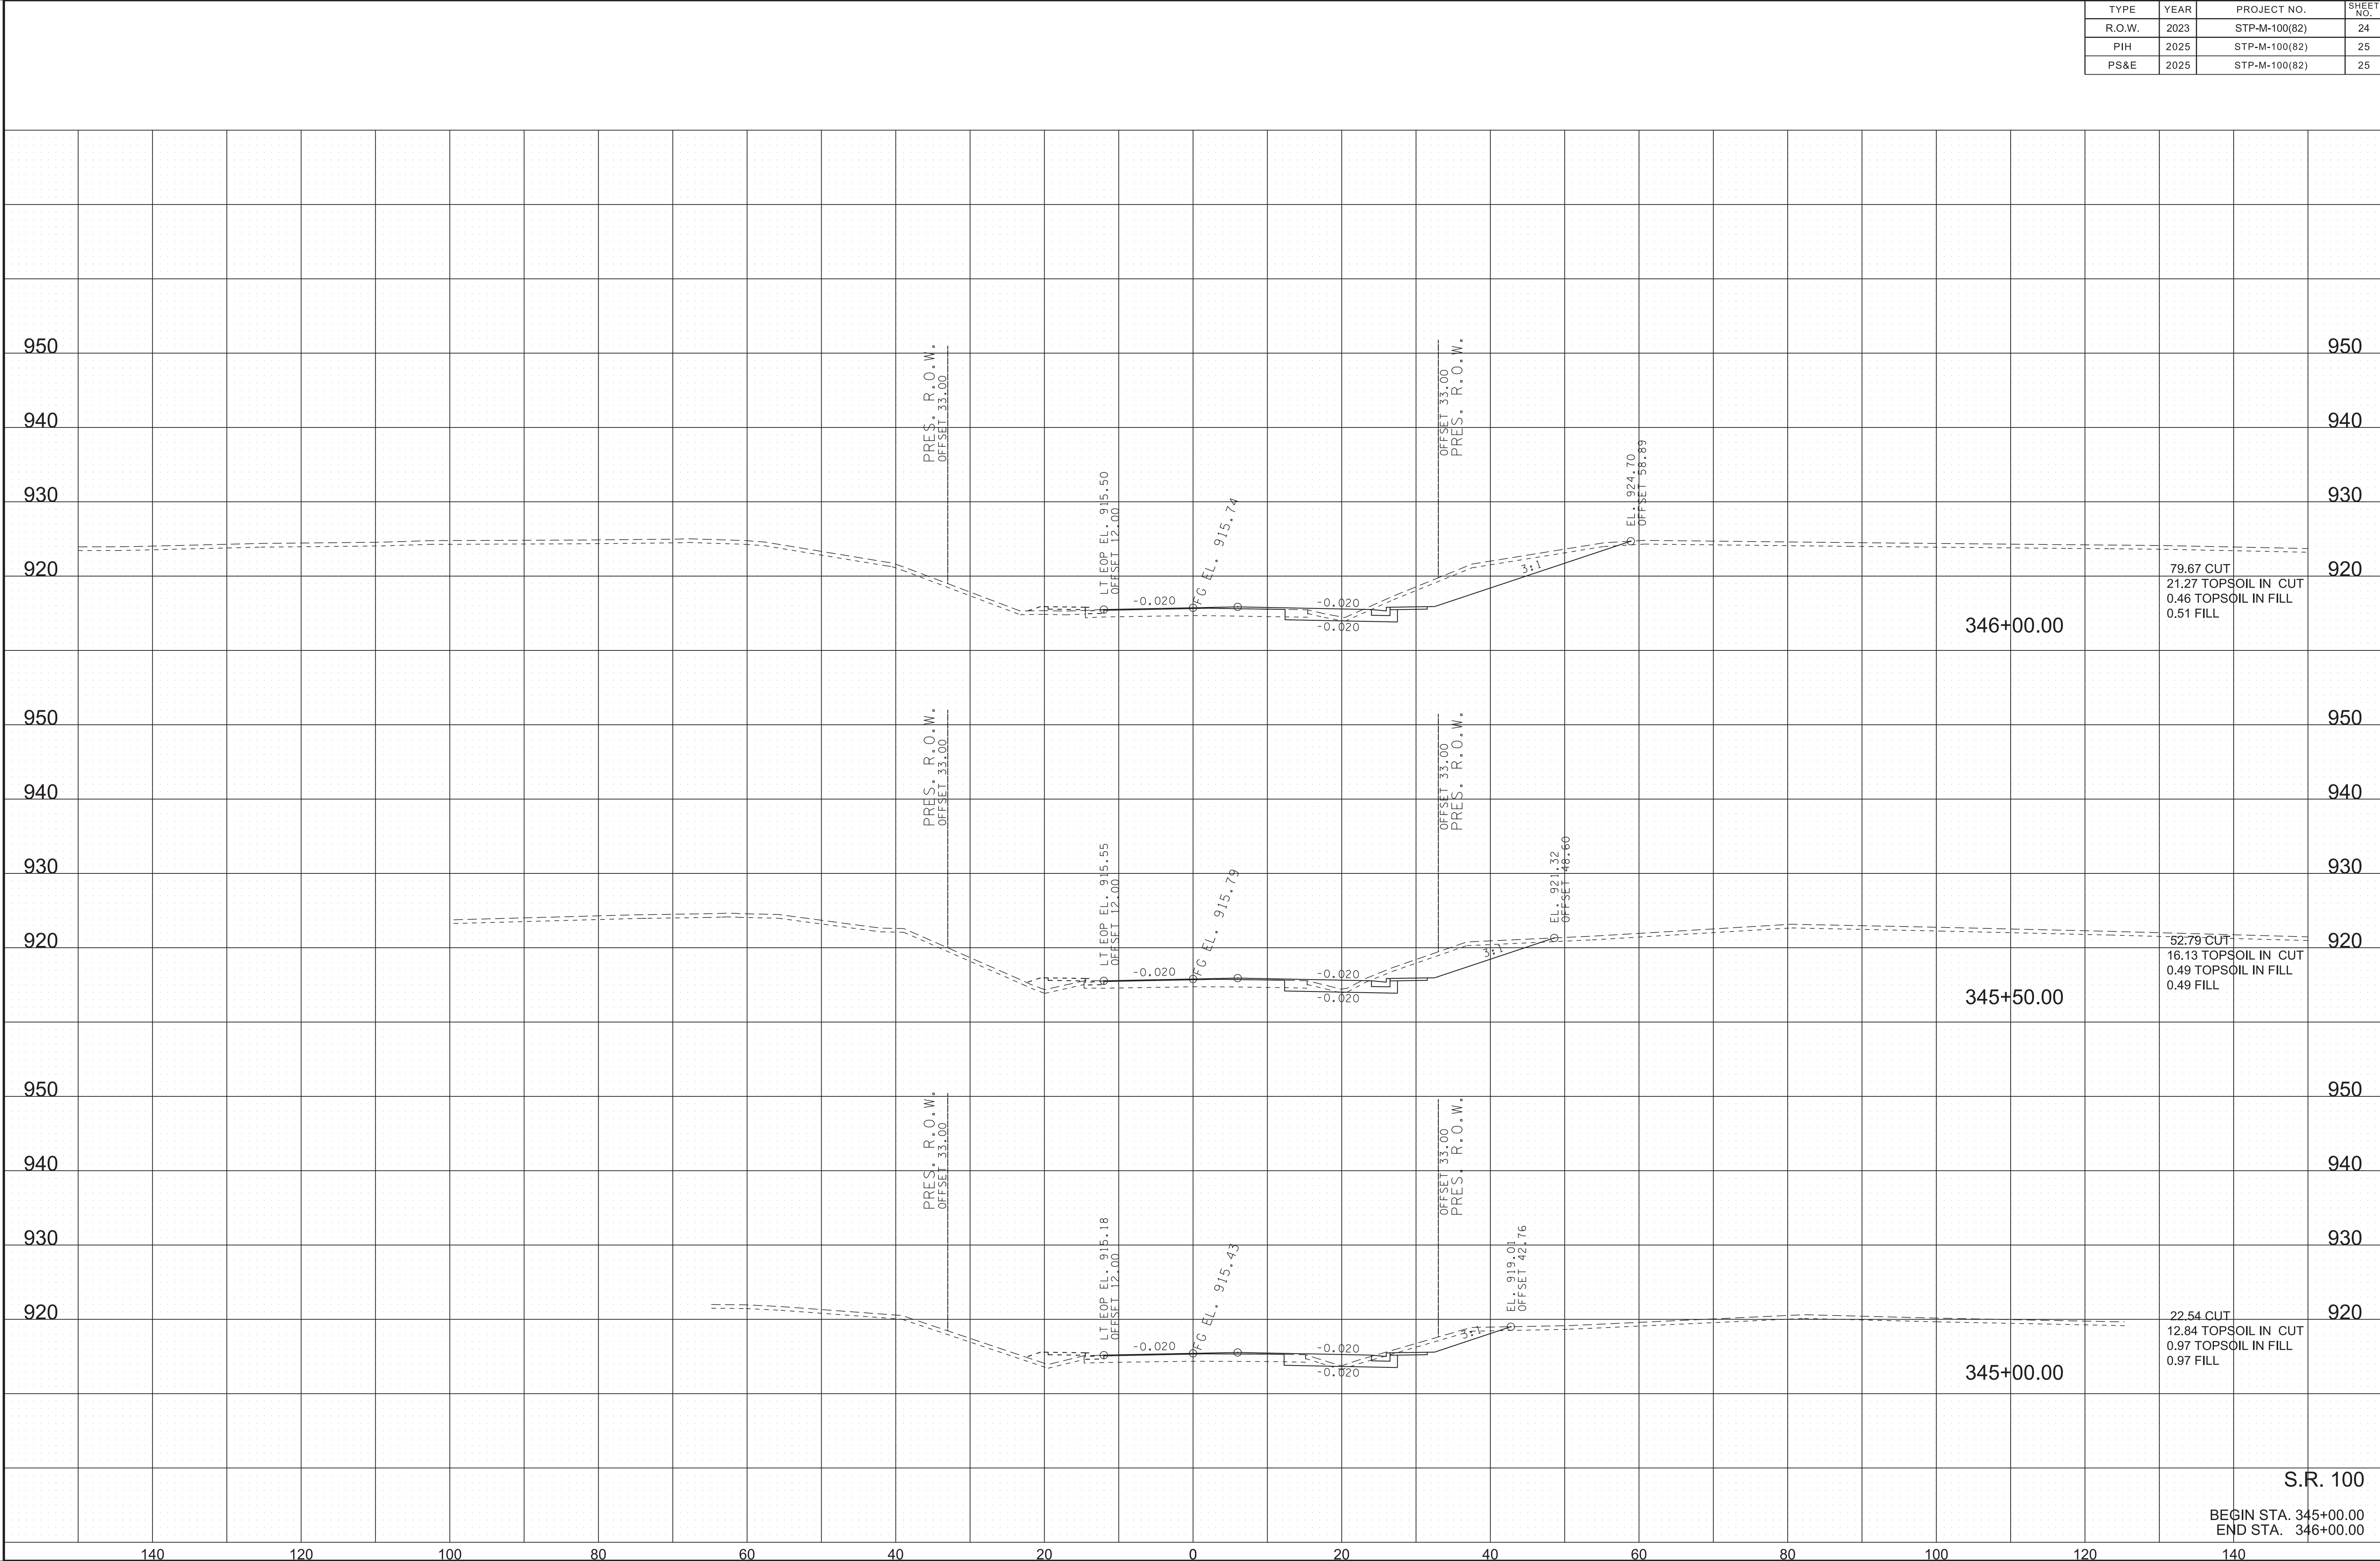 TYPE YEAR PROJECT NO. SHEET NO.
R.O.W. 2023 STP-M-100(82) 24
PIH 2025 STP-M-100(82) 25
PS&E 2025 STP-M-100(82) 25
950 950
940 940
930 930
920 920
PRES. R.O.W.
OFFSET 33.00
LT EOP EL. 915.50
OFFSET 12.00
FG EL. 915.74
OFFSET 33.00
PRES. R.O.W.
EL. 924.70
OFFSET 58.89
-0.020
-0.020
-0.020
3:1
79.67 CUT
21.27 TOPSOIL IN CUT
0.46 TOPSOIL IN FILL
0.51 FILL
346+00.00
950 950
940 940
930 930
920 920
PRES. R.O.W.
OFFSET 33.00
LT EOP EL. 915.55
OFFSET 12.00
FG EL. 915.79
OFFSET 33.00
PRES. R.O.W.
EL. 921.32
OFFSET 48.60
-0.020
-0.020
-0.020
3:1
52.79 CUT
16.13 TOPSOIL IN CUT
0.49 TOPSOIL IN FILL
0.49 FILL
345+50.00
950 950
940 940
930 930
920 920
PRES. R.O.W.
OFFSET 33.00
LT EOP EL. 915.18
OFFSET 12.00
FG EL. 915.43
OFFSET 33.00
PRES. R.O.W.
EL. 919.01
OFFSET 42.76
-0.020
-0.020
-0.020
3:1
22.54 CUT
12.84 TOPSOIL IN CUT
0.97 TOPSOIL IN FILL
0.97 FILL
345+00.00
S.R. 100
BEGIN STA. 345+00.00
END STA. 346+00.00
140 120 100 80 60 40 20 0 20 40 60 80 100 120 140